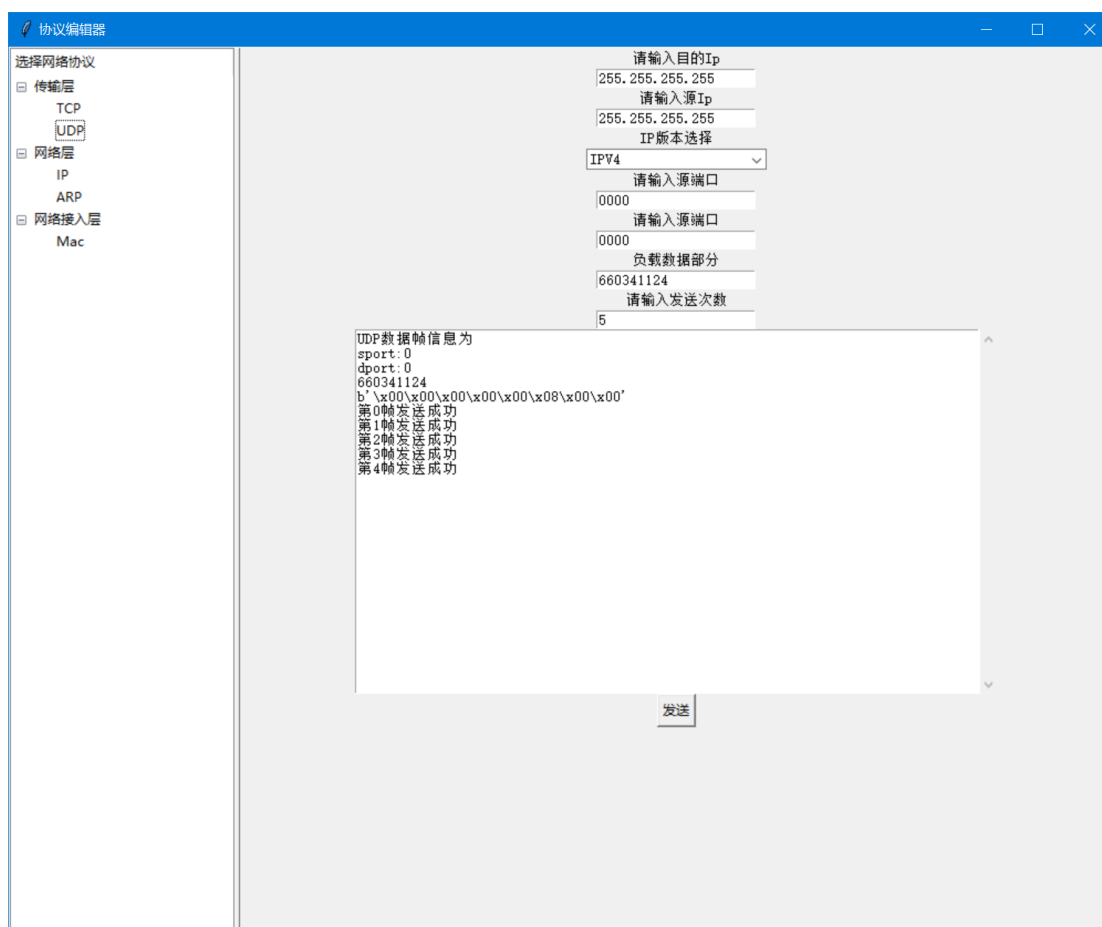 协议编辑器
选择网络协议
传输层
TCP
UDP
网络层
IP
ARP
网络接入层
Mac
请输入目的Ip
255.255.255.255
请输入源Ip
255.255.255.255
IP版本选择
IPV4
请输入源端口
0000
请输入源端口
0000
负载数据部分
660341124
请输入发送次数
5
UDP数据帧信息为
sport:0
dport:0
660341124
b'\x00\x00\x00\x00\x00\x08\x00\x00'
第0帧发送成功
第1帧发送成功
第2帧发送成功
第3帧发送成功
第4帧发送成功
发送